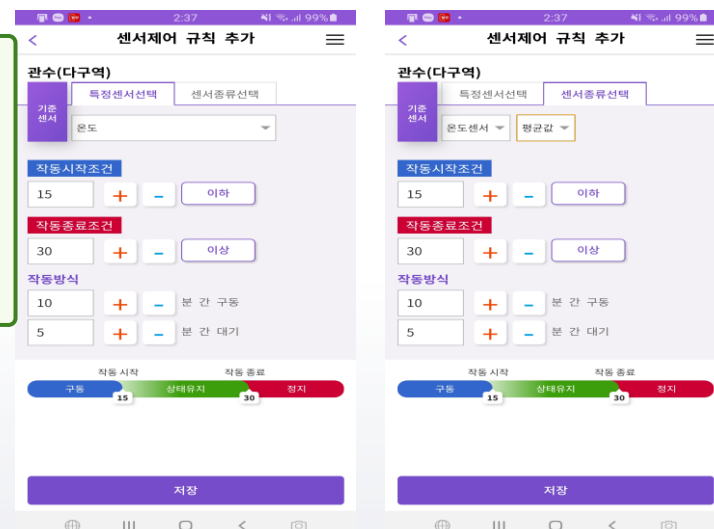 2:37
99%
센서제어 규칙 추가
관수(다구역)
기준
센서
특정센서선택
센서종류선택
온도
작동시작조건
15
+
-
이하
작동종료조건
30
+
-
이상
작동방식
10
+
-
분 간 구동
5
+
-
분 간 대기
작동 시작
작동 종료
구동
상태유지
정지
15
30
저장
2:37
99%
센서제어 규칙 추가
관수(다구역)
기준
센서
특정센서선택
센서종류선택
온도센서
평균값
작동시작조건
15
+
-
이하
작동종료조건
30
+
-
이상
작동방식
10
+
-
분 간 구동
5
+
-
분 간 대기
작동 시작
작동 종료
구동
상태유지
정지
15
30
저장